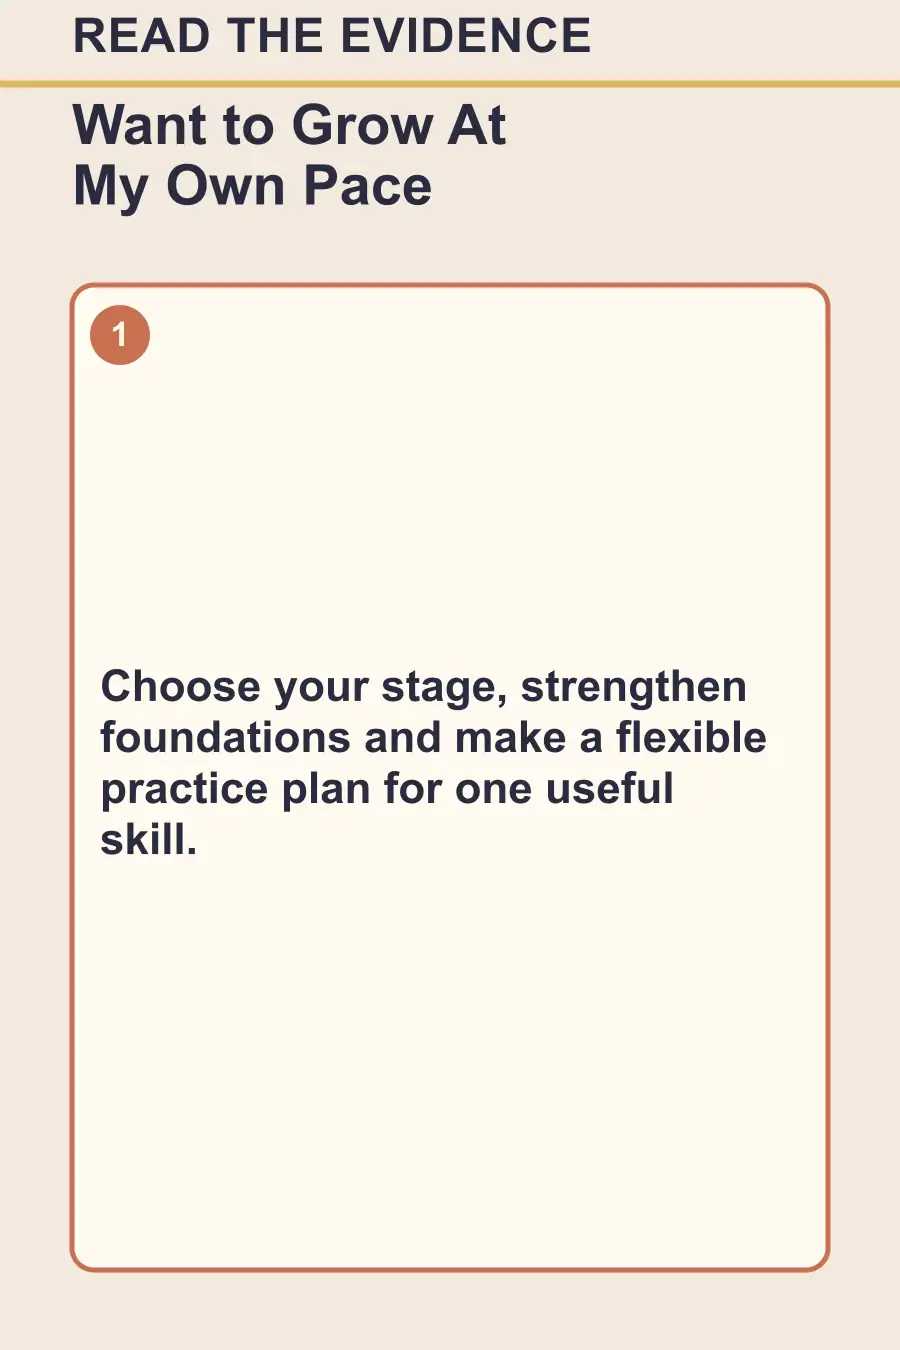 READ THE EVIDENCE
Want to Grow At
My Own Pace
1
Choose your stage, strengthen
foundations and make a flexible
practice plan for one useful
skill.